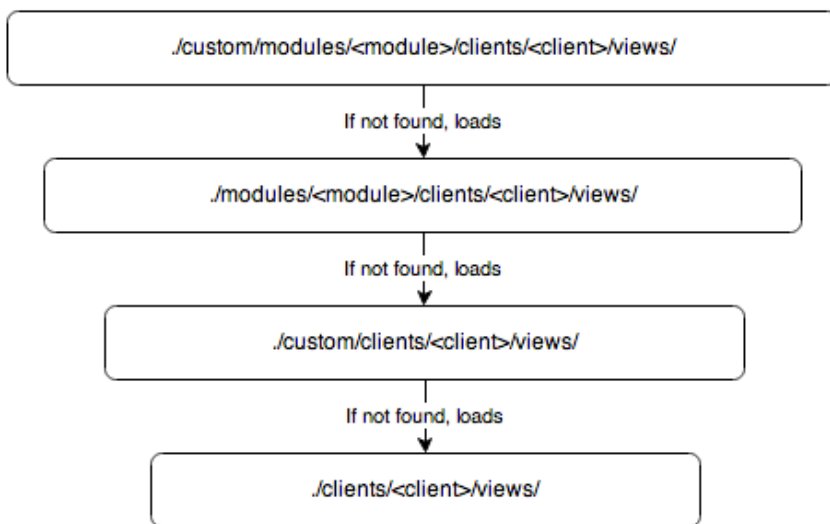 ./custom/modules/<module>/clients/<client>/views/
If not found, loads
./modules/<module>/clients/<client>/views/
If not found, loads
./custom/clients/<client>/views/
If not found, loads
./clients/<client>/views/